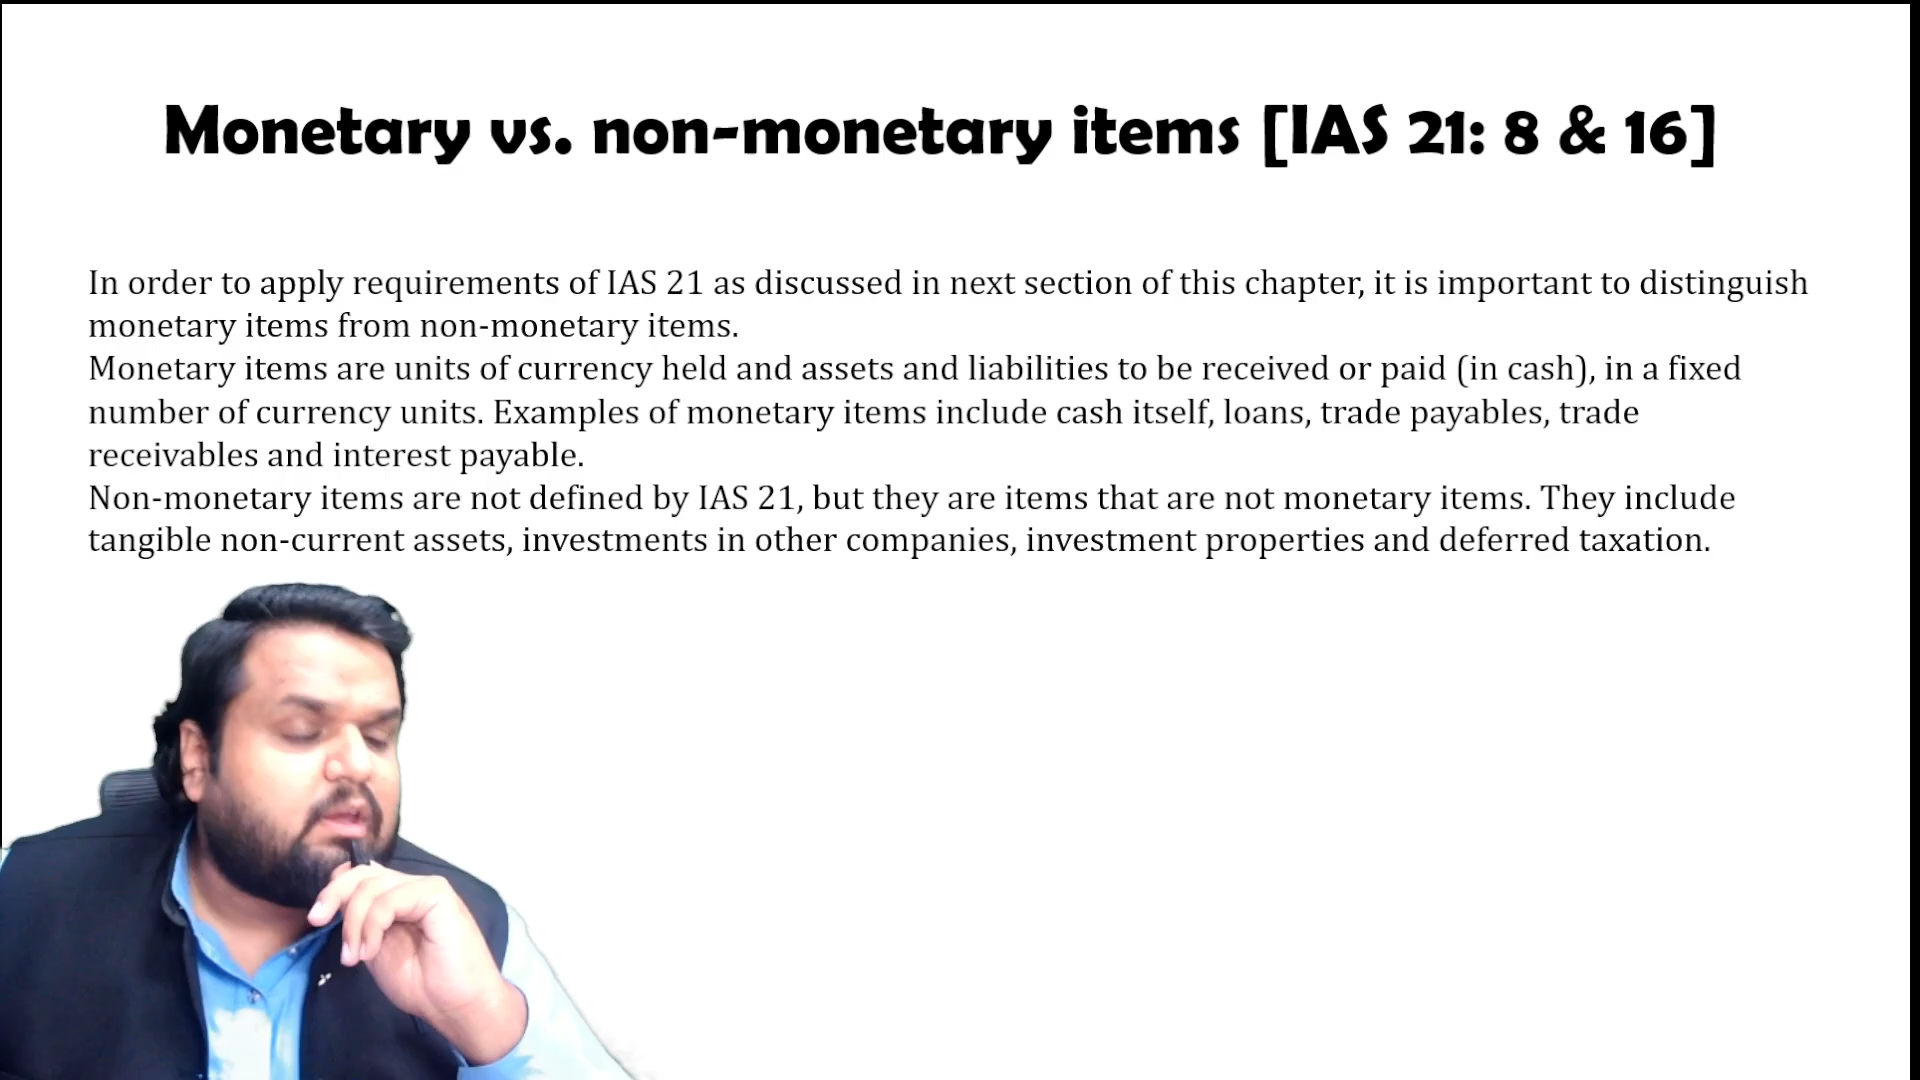 Monetary vs. non-monetary items [IAS 21: 8 & 16]
In order to apply requirements of IAS 21 as discussed in next section of this chapter, it is important to distinguish
monetary items from non-monetary items.
Monetary items are units of currency held and assets and liabilities to be received or paid (in cash), in a fixed
number of currency units. Examples of monetary items include cash itself, loans, trade payables, trade
receivables and interest payable.
Non-monetary items are not defined by IAS 21, but they are items that are not monetary items. They include
tangible non-current assets, investments in other companies, investment properties and deferred taxation.